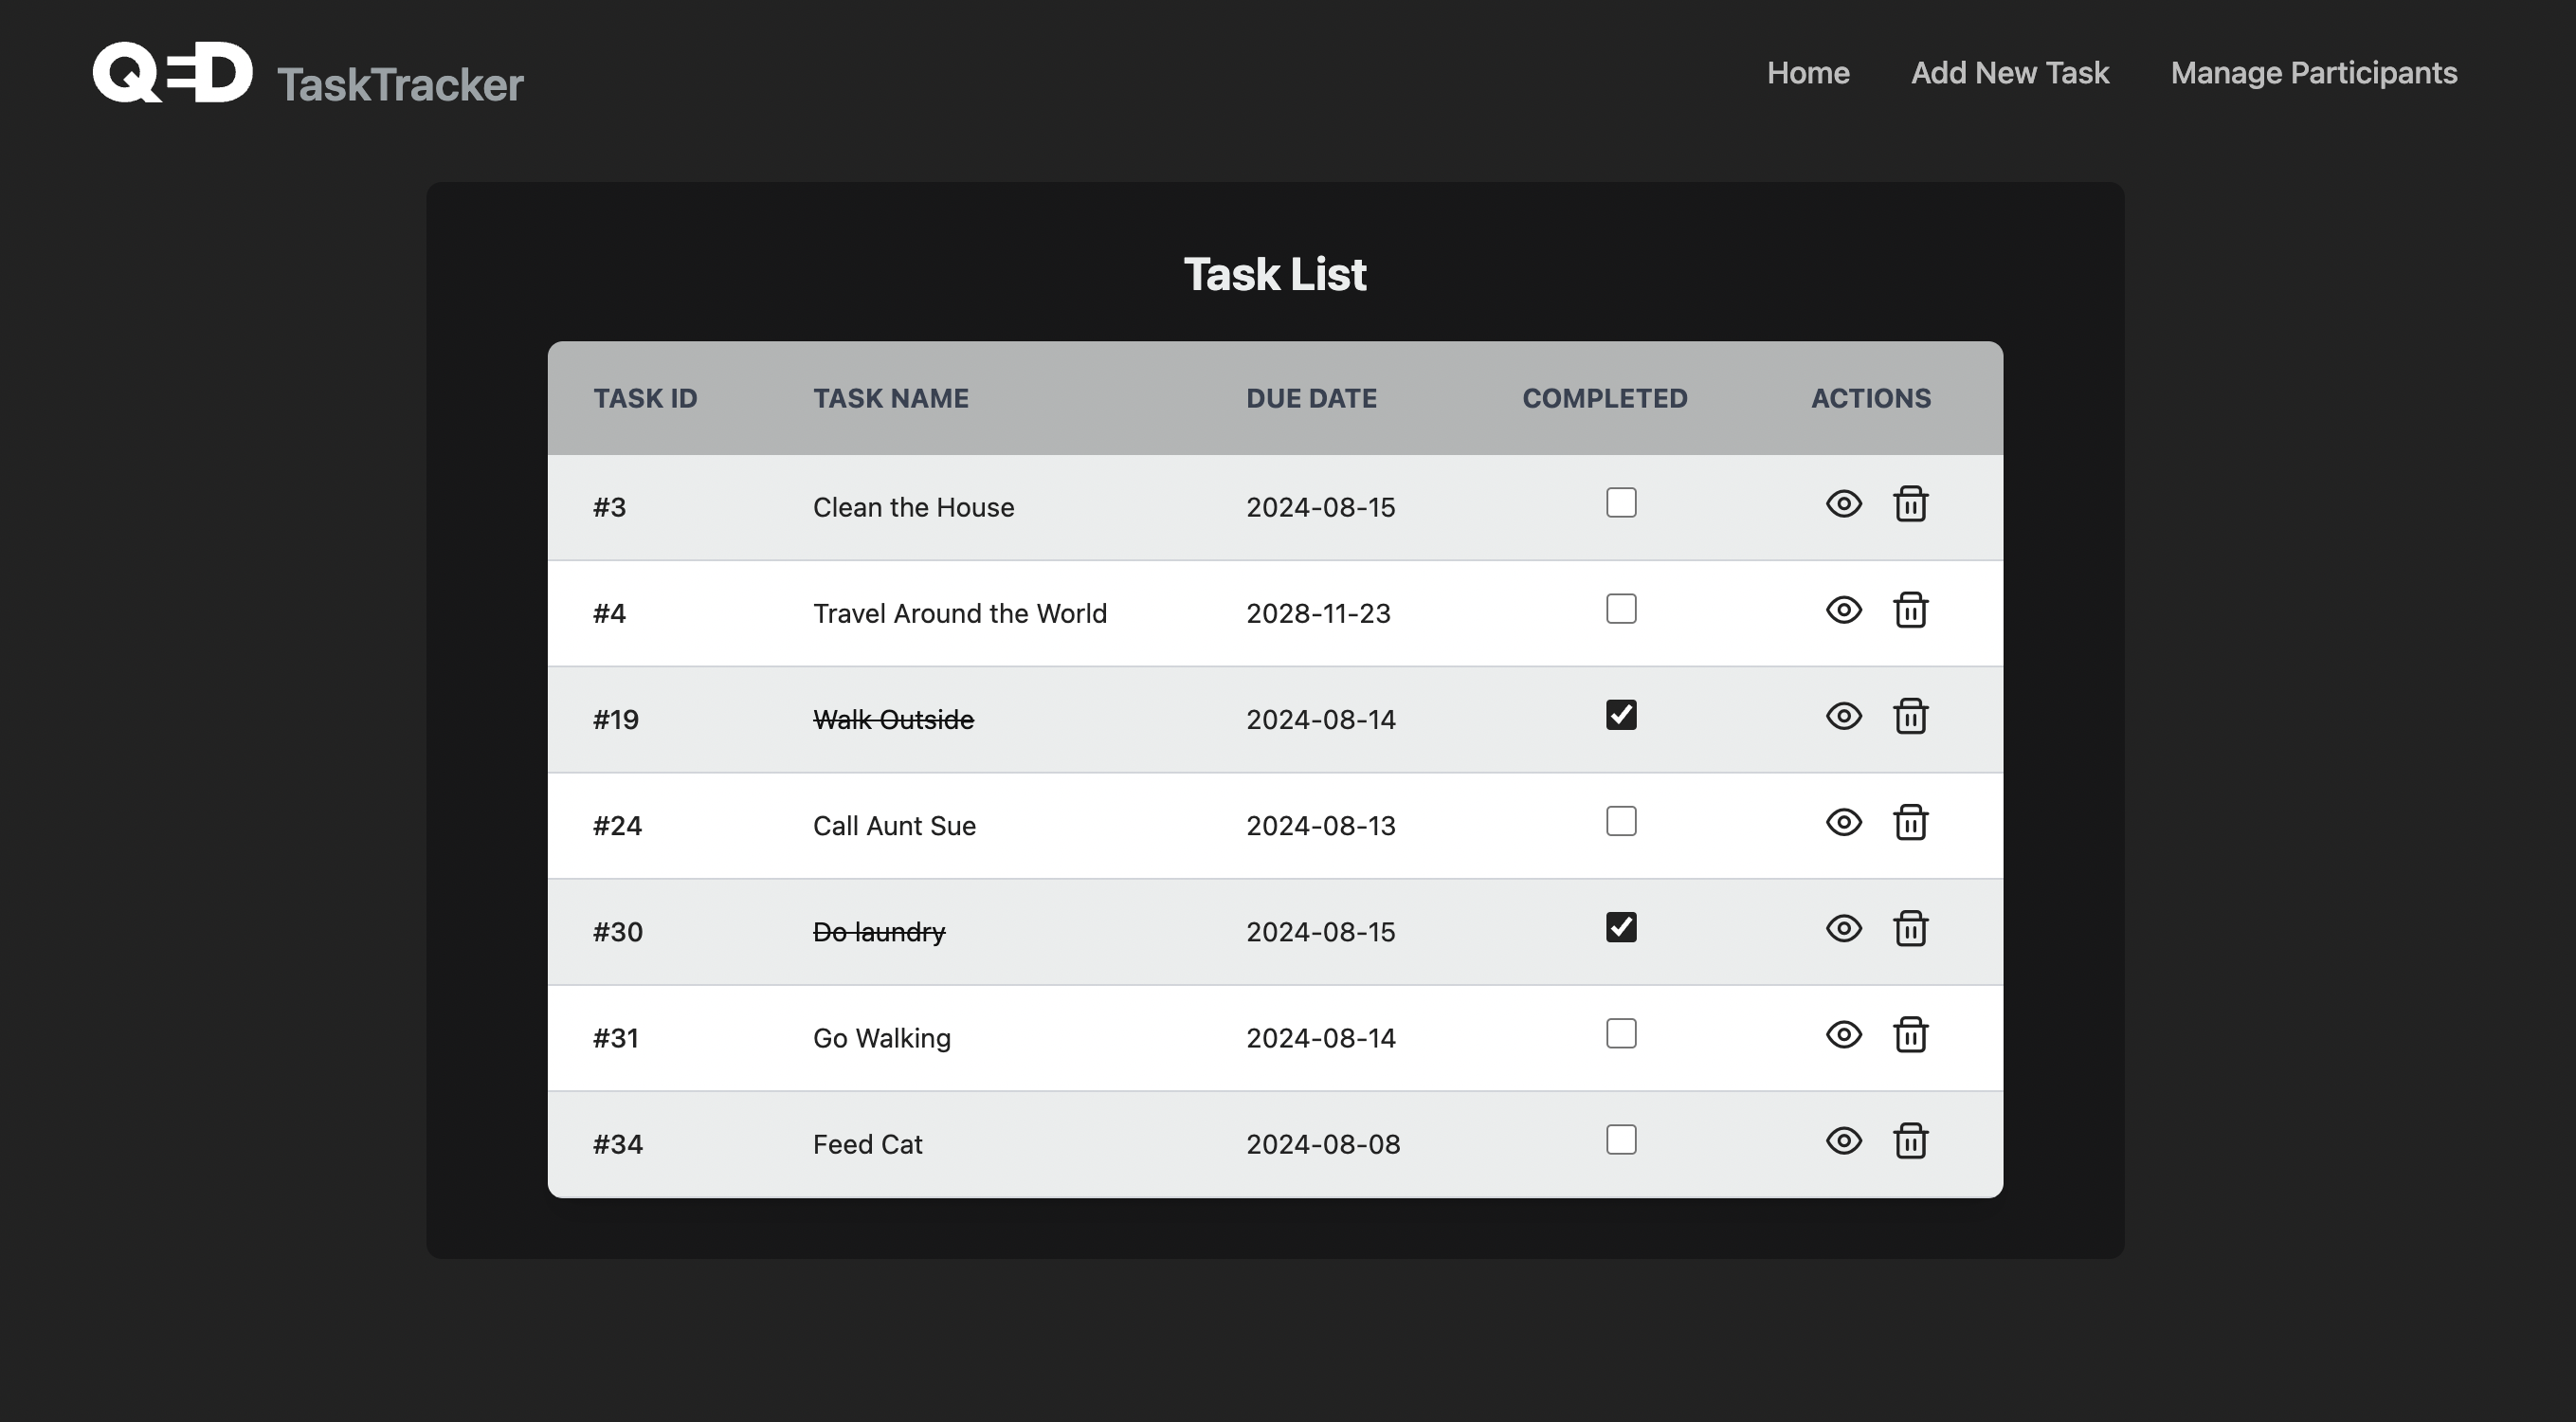 QED TaskTracker Home Add New Task Manage Participants
Task List
TASK ID TASK NAME DUE DATE COMPLETED ACTIONS
#3 Clean the House 2024-08-15
#4 Travel Around the World 2028-11-23
#19 Walk Outside 2024-08-14
#24 Call Aunt Sue 2024-08-13
#30 Do laundry 2024-08-15
#31 Go Walking 2024-08-14
#34 Feed Cat 2024-08-08